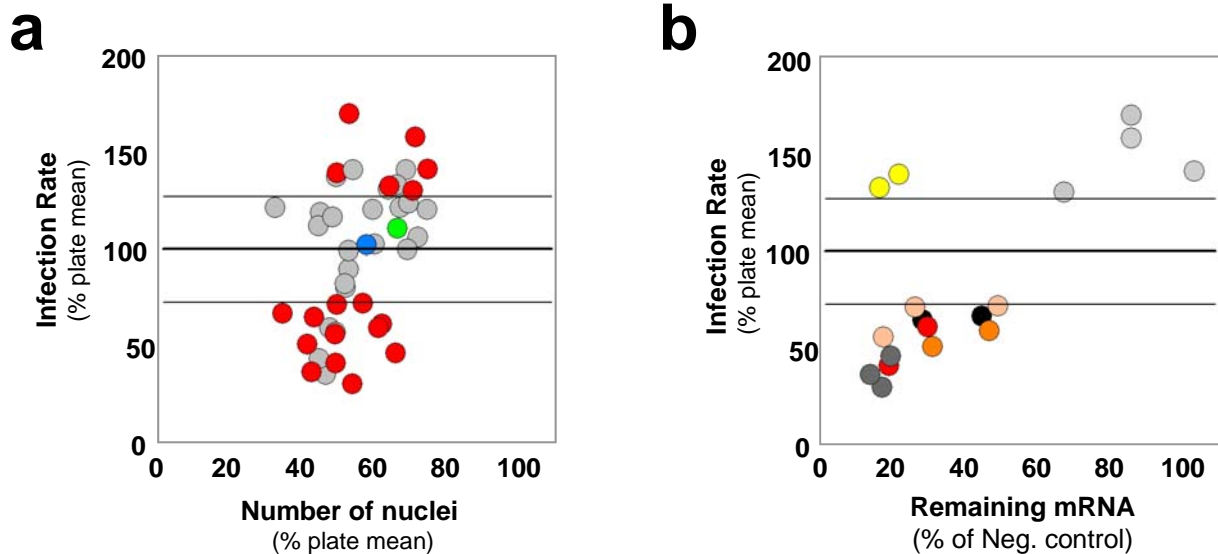 a
Infection Rate
(% plate mean)
200
150
100
50
0
0 20 40 60 80 100
Number of nuclei
(% plate mean)
b
Infection Rate
(% plate mean)
200
150
100
50
0
0 20 40 60 80 100
Remaining mRNA
(% of Neg. control)